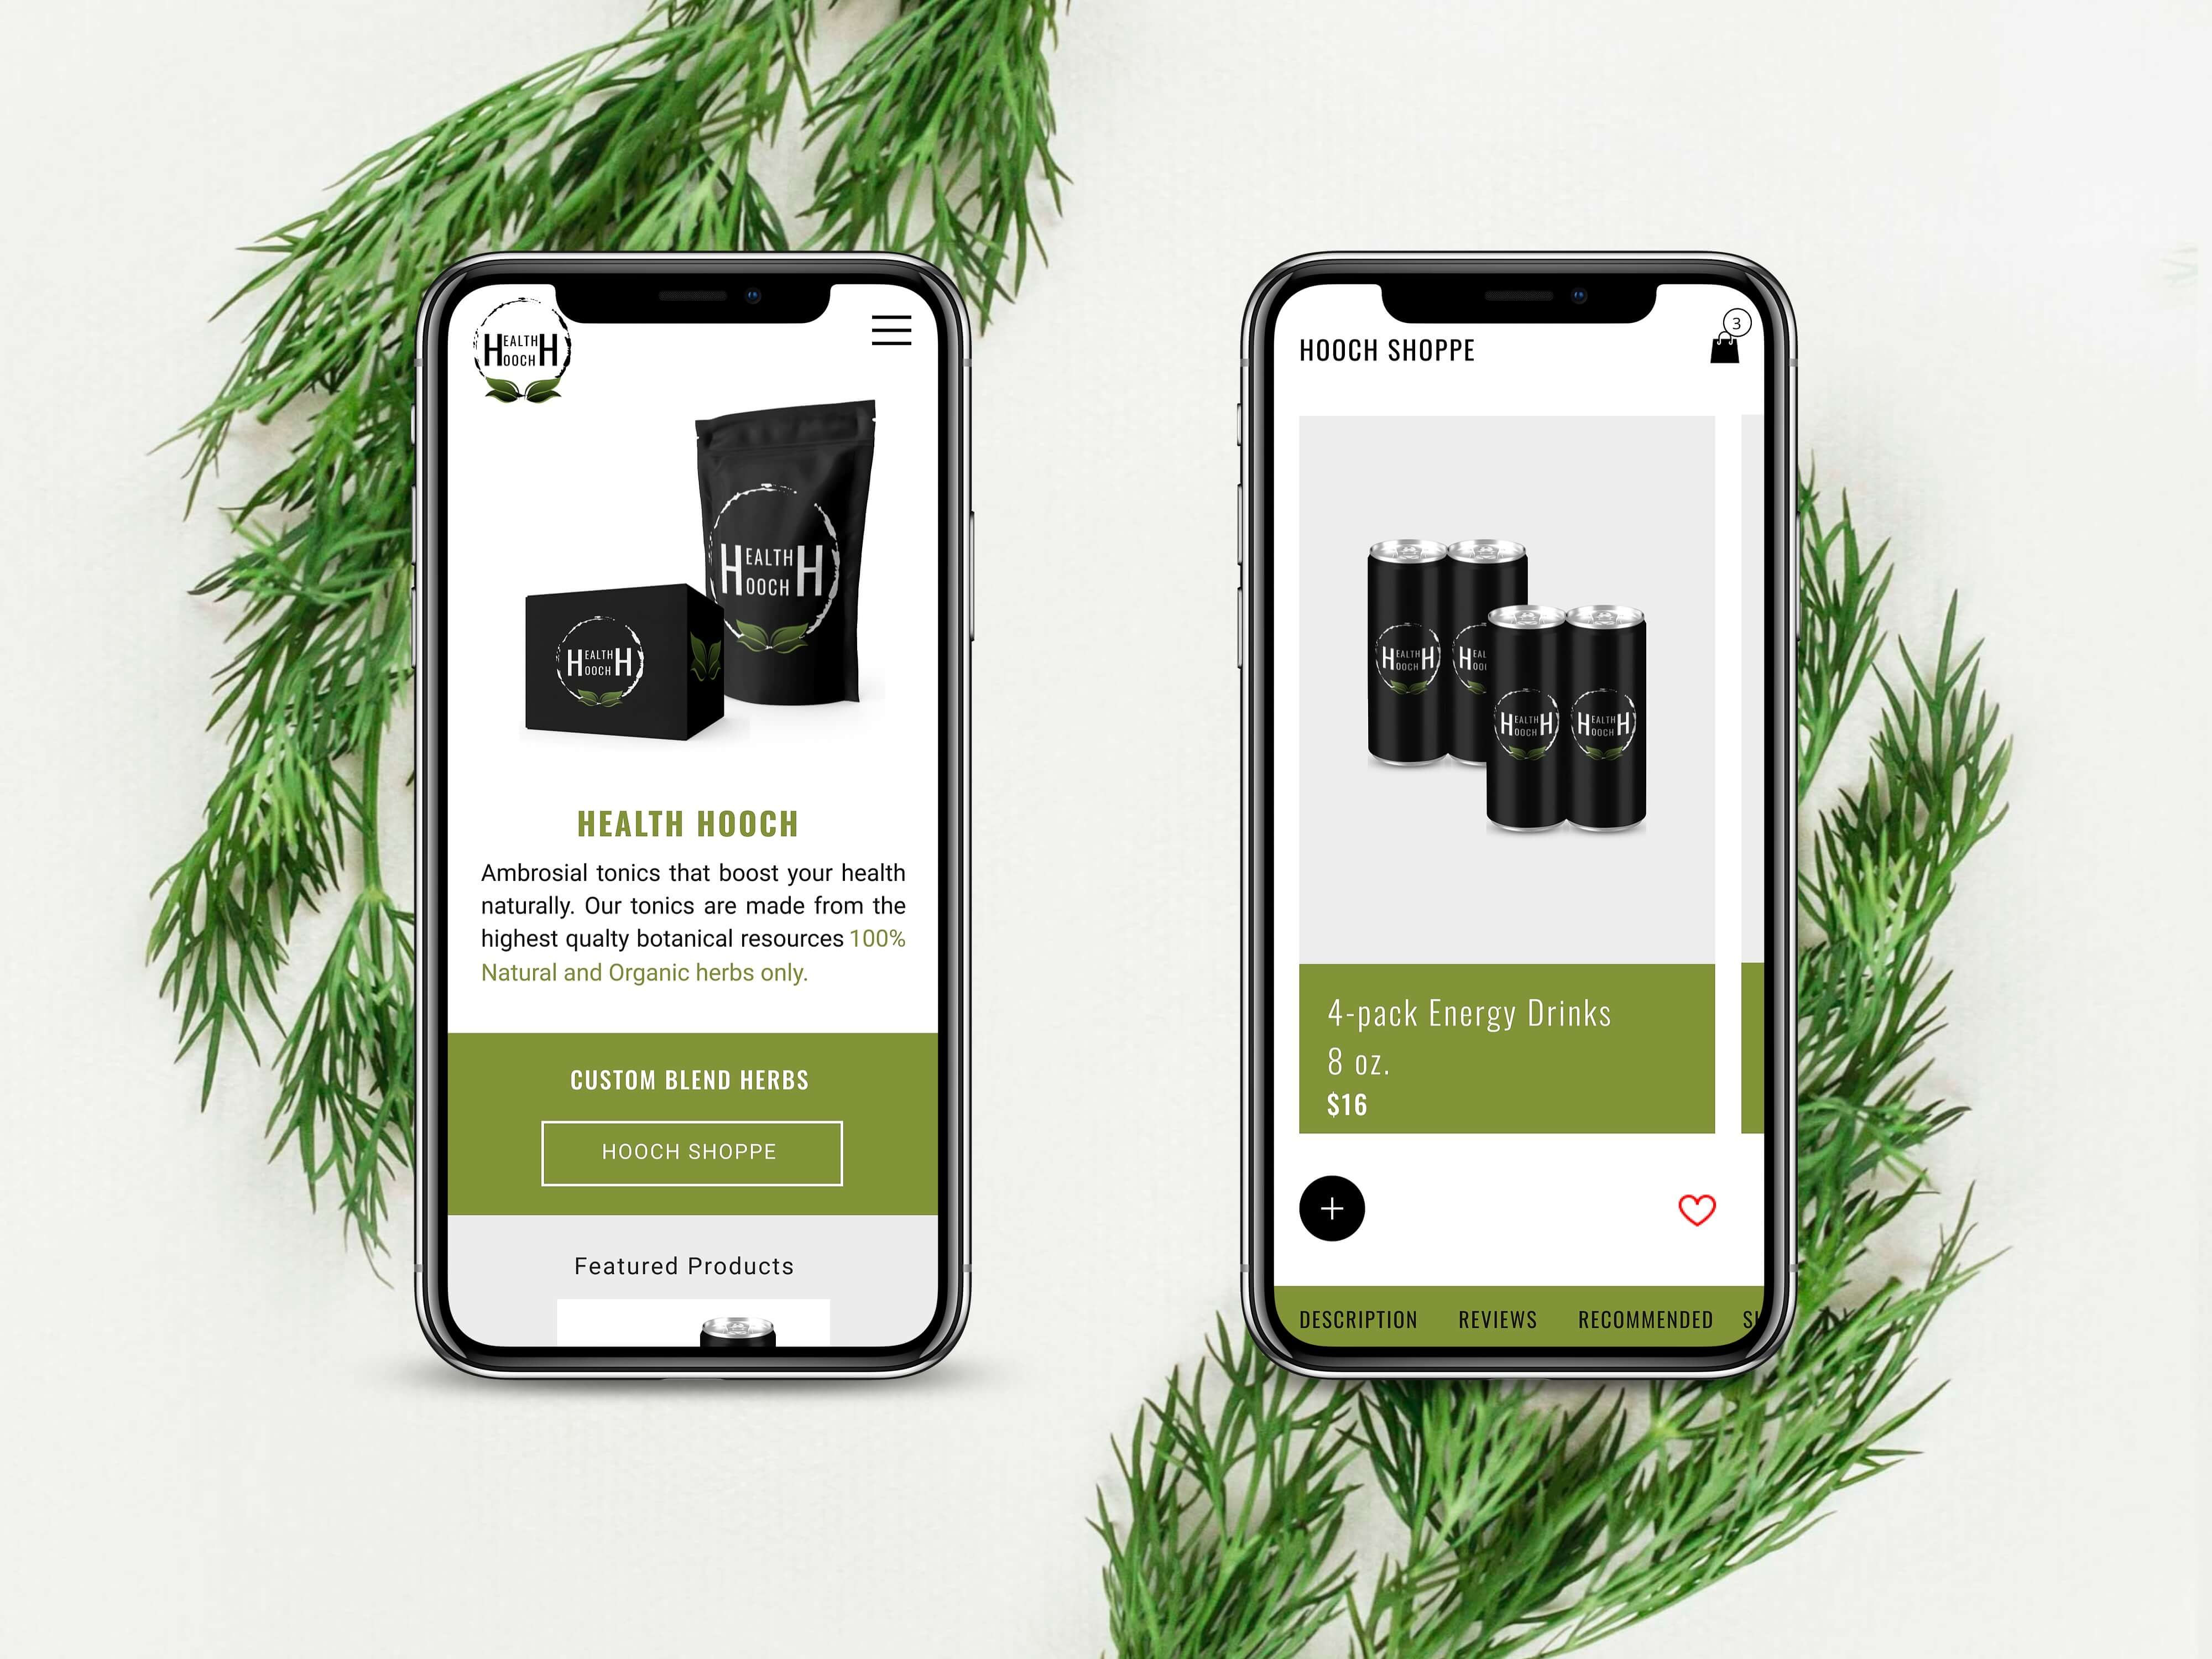 HEALTH
HOOCH
HEALTH
HOOCH
HEALTH
HOOCH
HEALTH HOOCH
Ambrosial tonics that boost your health
naturally. Our tonics are made from the
highest qualty botanical resources 100%
Natural and Organic herbs only.
CUSTOM BLEND HERBS
HOOCH SHOPPE
Featured Products
3
HOOCH SHOPPE
HEALTH
HOOCH
HEAL
HOO
HEALTH
HOOCH
HEALTH
HOOCH
4-pack Energy Drinks
8 oz.
$16
+
DESCRIPTION REVIEWS RECOMMENDED